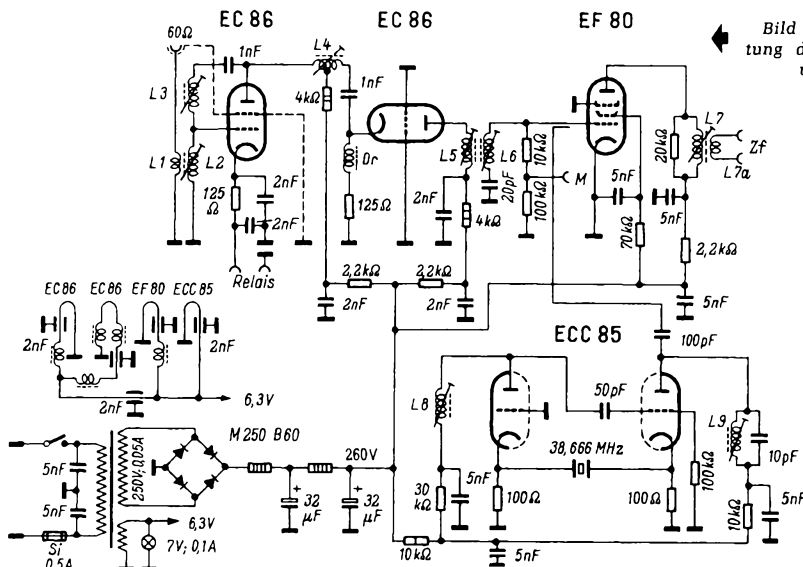 EC 86
EC 86
EF 80
Bild
tung d
60Ω
1nF
L4
1nF
L3
4kΩ
L1
L2
Dr
125
Ω
2nF
2nF
125Ω
Relais
L5
L6
2nF
20pF
4kΩ
10kΩ
100kΩ
M
5nF
70kΩ
20kΩ
L7
Zf
L7a
5nF
2,2kΩ
5nF
2,2kΩ
2,2kΩ
2nF
2nF
EC86
EC86
EF80
ECC85
2nF
2nF
2nF
6,3V
ECC 85
100pF
L8
50pF
38,666 MHz
L9
10pF
100kΩ
30
kΩ
5nF
100Ω
100Ω
10kΩ
5nF
10kΩ
5nF
M250 B60
260V
250V;0,05A
5nF
5nF
+
32
μF
+
32
μF
6,3V
7V; 0,1A
Si
0,5A